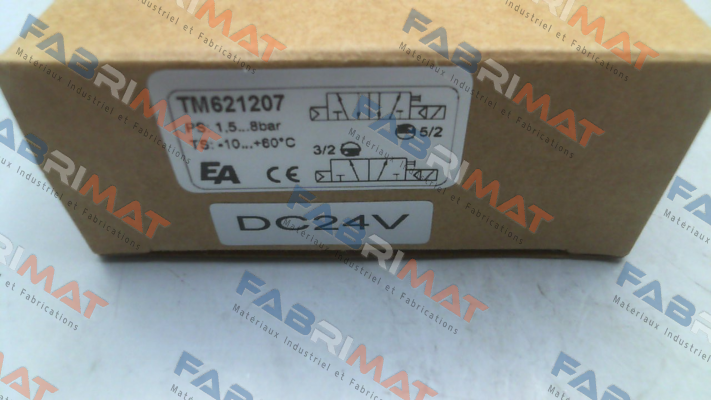 TM621207
PS: 1,5...8bar
TS: -10...+60°C
5/2
3/2
EA CE
DC24V
FABRIMAT
Matériaux Industriel et Fabrications